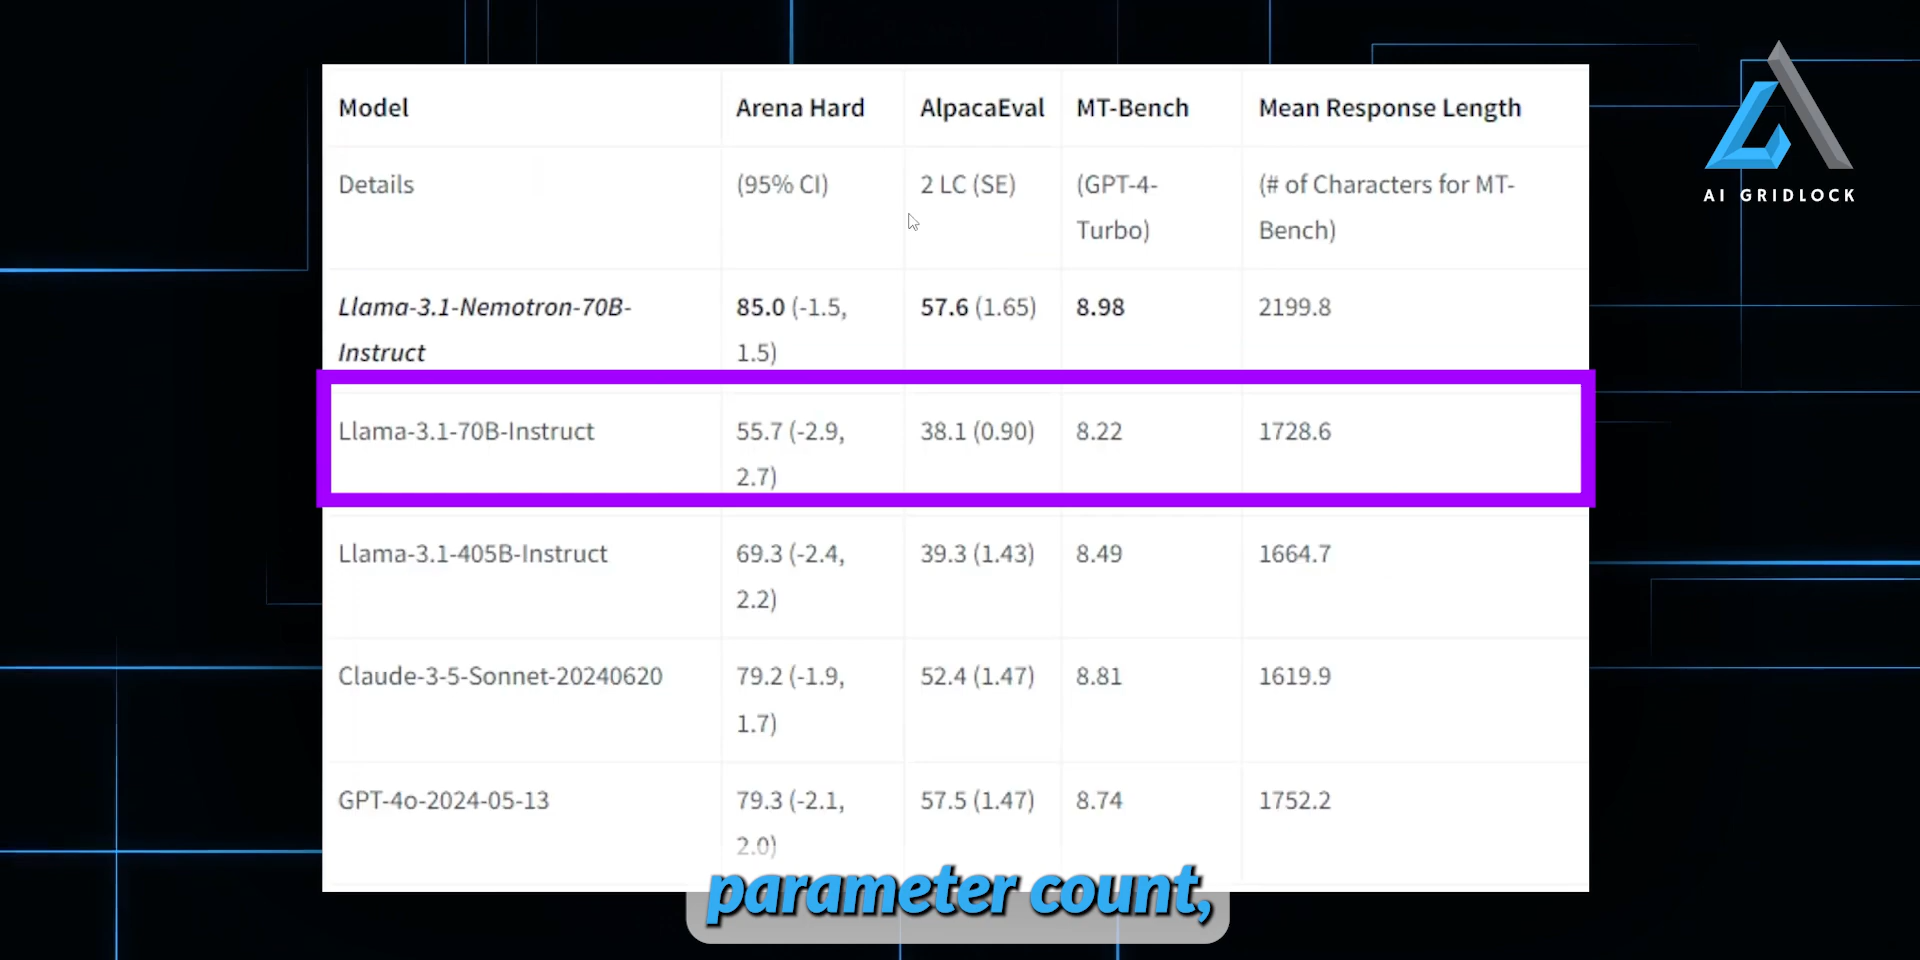 AI GRIDLOCK
Model Arena Hard AlpacaEval MT-Bench Mean Response Length
Details (95% CI) 2 LC (SE) (GPT-4- (# of Characters for MT-
Turbo) Bench)
Llama-3.1-Nemotron-70B- 85.0 (-1.5, 57.6 (1.65) 8.98 2199.8
Instruct 1.5)
Llama-3.1-70B-Instruct 55.7 (-2.9, 38.1 (0.90) 8.22 1728.6
2.7)
Llama-3.1-405B-Instruct 69.3 (-2.4, 39.3 (1.43) 8.49 1664.7
2.2)
Claude-3-5-Sonnet-20240620 79.2 (-1.9, 52.4 (1.47) 8.81 1619.9
1.7)
GPT-4o-2024-05-13 79.3 (-2.1, 57.5 (1.47) 8.74 1752.2
2.0)
parameter count,